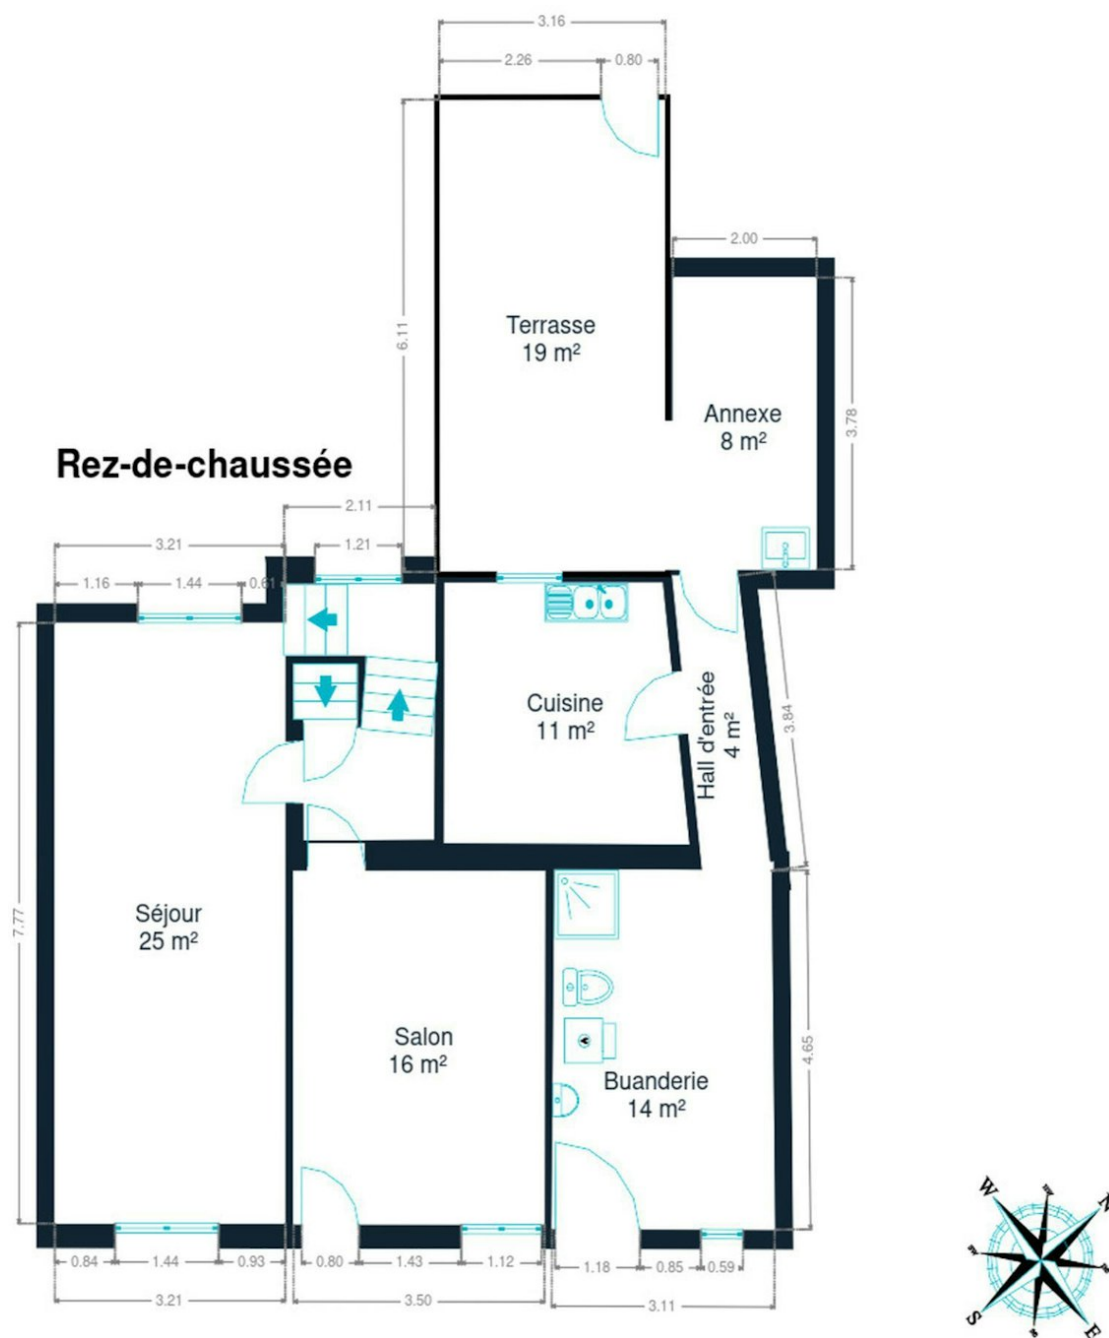 3.16
2.26
0.80
2.00
6.11
Terrasse
19 m²
Annexe
8 m²
3.78
Rez-de-chaussée
2.11
3.21
1.21
1.16
1.44
0.61
Cuisine
11 m²
Hall d'entrée
4 m²
3.84
7.77
Séjour
25 m²
Salon
16 m²
Buanderie
14 m²
4.65
0.84
1.44
0.93
0.80
1.43
1.12
1.18
0.85
0.59
3.21
3.50
3.11
W
N
S
E